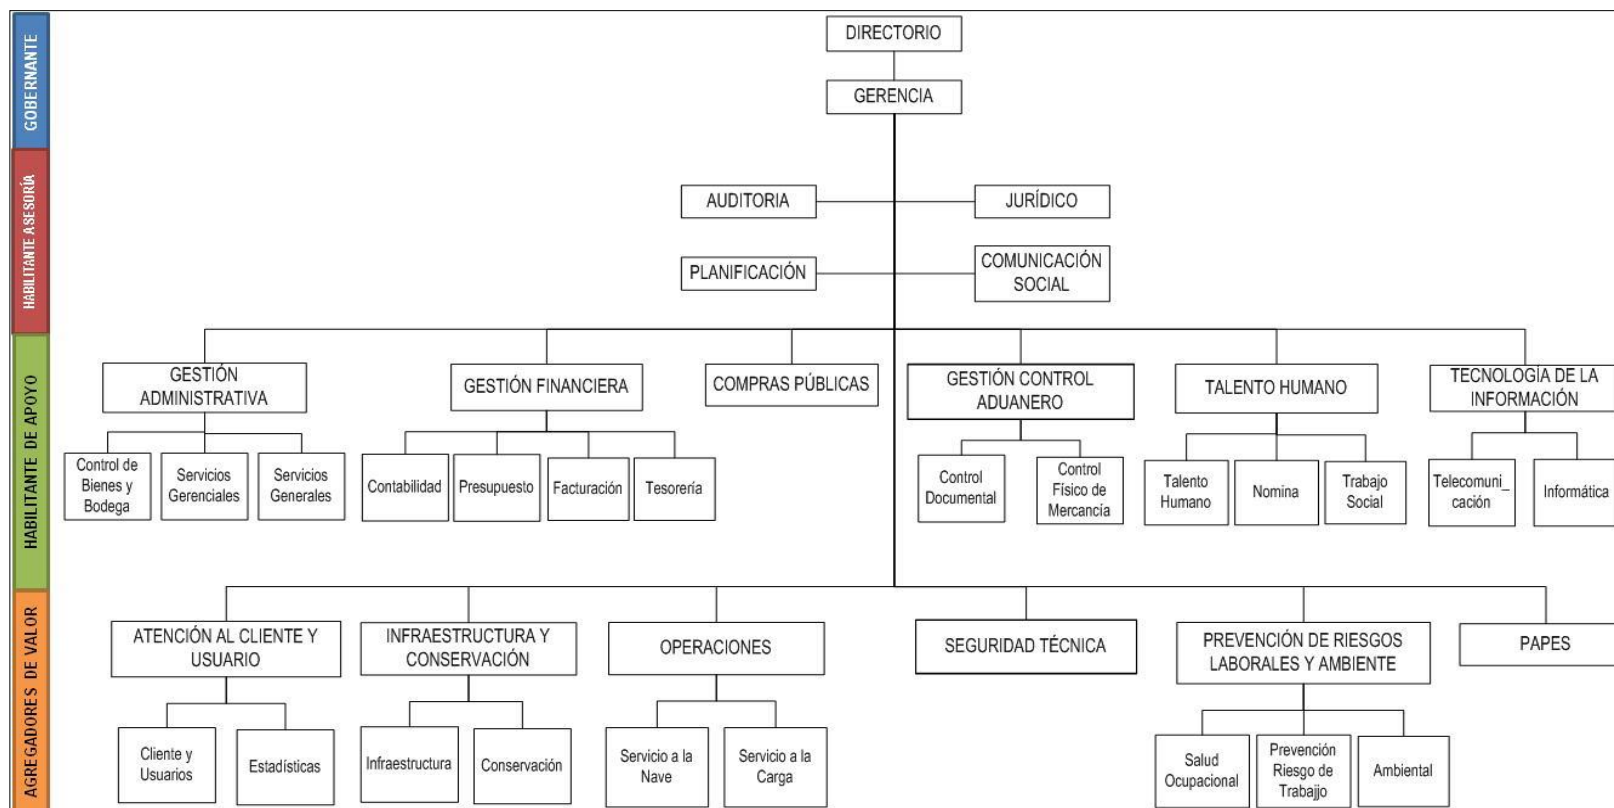 GOBERNANTE
DIRECTORIO
GERENCIA
HABILITANTE ASESORÍA
AUDITORIA
JURÍDICO
PLANIFICACIÓN
COMUNICACIÓN
SOCIAL
HABILITANTE DE APOYO
GESTIÓN
ADMINISTRATIVA
GESTIÓN FINANCIERA
COMPRAS PÚBLICAS
GESTIÓN CONTROL
ADUANERO
TALENTO HUMANO
TECNOLOGÍA DE LA
INFORMACIÓN
Control de
Bienes y
Bodega
Servicios
Gerenciales
Servicios
Generales
Contabilidad
Presupuesto
Facturación
Tesorería
Control
Documental
Control
Físico de
Mercancía
Talento
Humano
Nomina
Trabajo
Social
Telecomuni_
cación
Informática
AGREGADORES DE VALOR
ATENCIÓN AL CLIENTE Y
USUARIO
INFRAESTRUCTURA Y
CONSERVACIÓN
OPERACIONES
SEGURIDAD TÉCNICA
PREVENCIÓN DE RIESGOS
LABORALES Y AMBIENTE
PAPES
Cliente y
Usuarios
Estadísticas
Infraestructura
Conservación
Servicio a la
Nave
Servicio a la
Carga
Salud
Ocupacional
Prevención
Riesgo de
Trabajjo
Ambiental